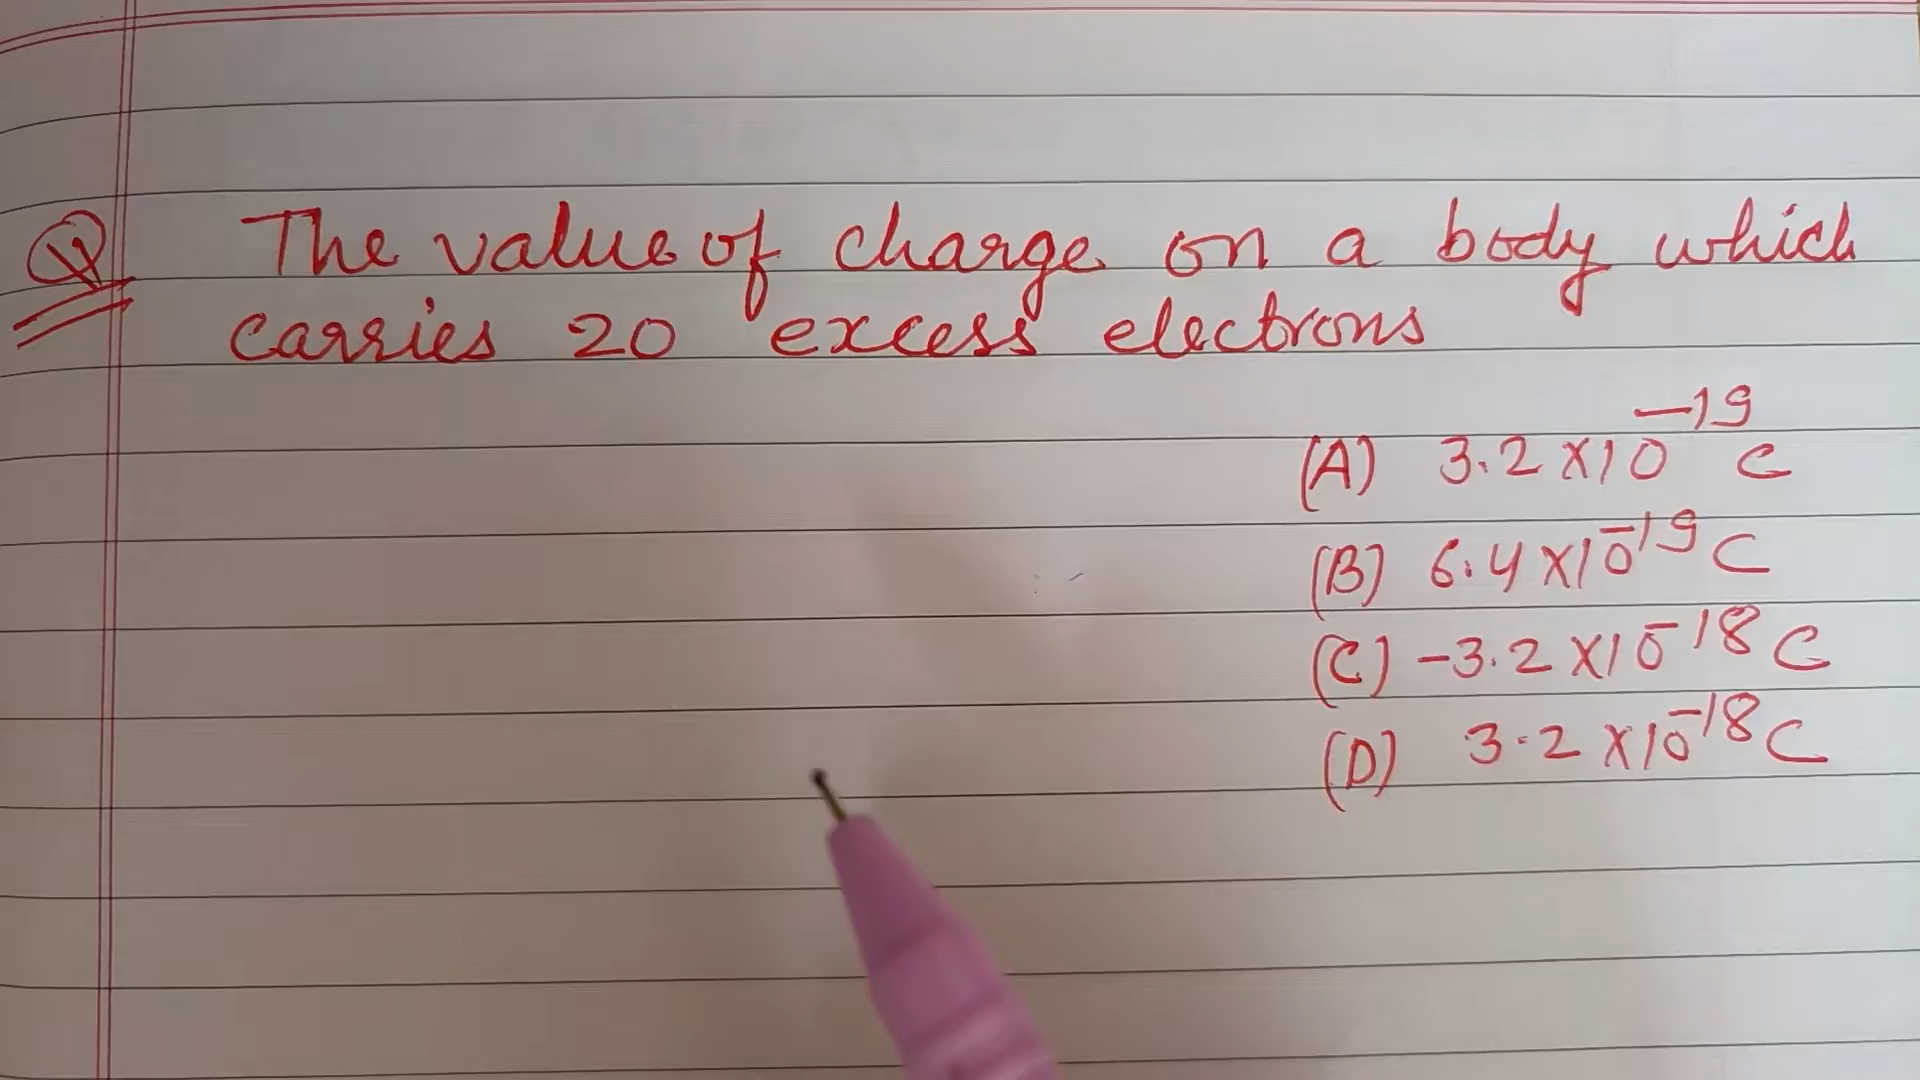 Q The value of charge on a body which
carries 20 excess electrons
(A) 3.2 × 10⁻¹⁹ C
(B) 6.4 × 10⁻¹⁹ C
(C) -3.2 × 10⁻¹⁸ C
(D) 3.2 × 10⁻¹⁸ C